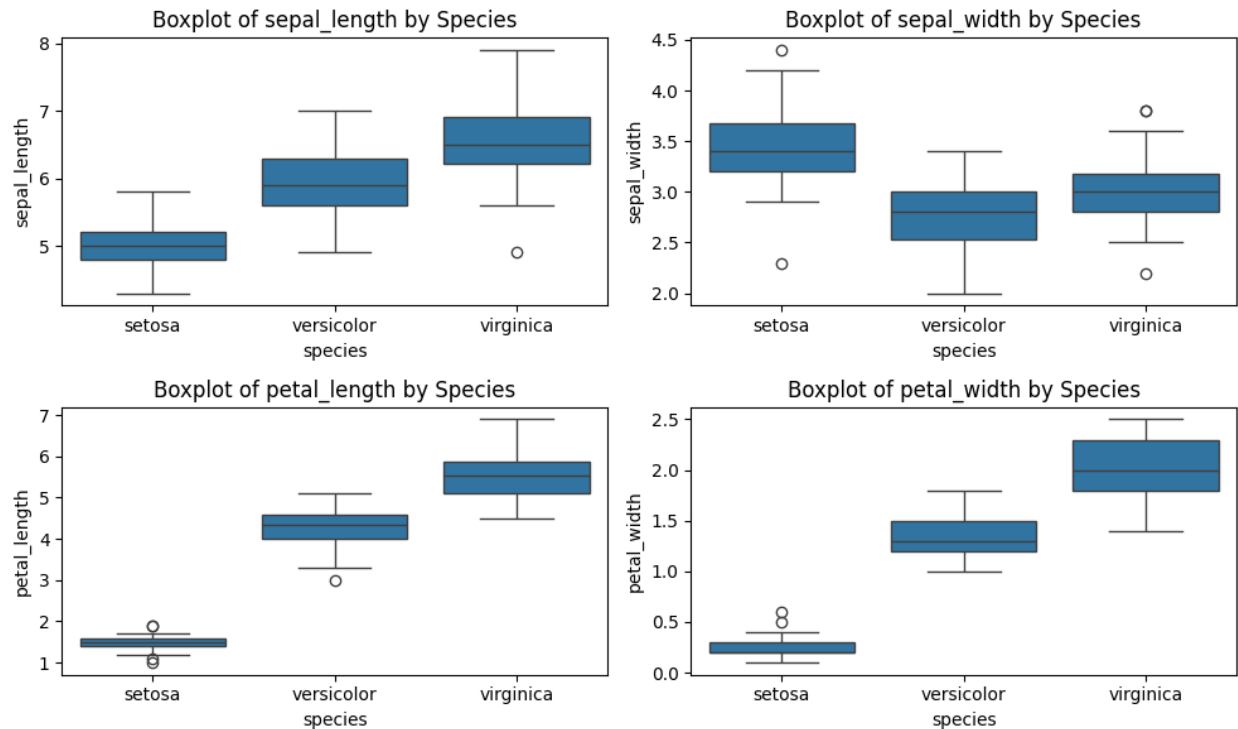 Boxplot of sepal_length by Species
8
7
6
5
sepal_length
setosa versicolor virginica
species
Boxplot of sepal_width by Species
4.5
4.0
3.5
3.0
2.5
2.0
sepal_width
setosa versicolor virginica
species
Boxplot of petal_length by Species
7
6
5
4
3
2
1
petal_length
setosa versicolor virginica
species
Boxplot of petal_width by Species
2.5
2.0
1.5
1.0
0.5
0.0
petal_width
setosa versicolor virginica
species